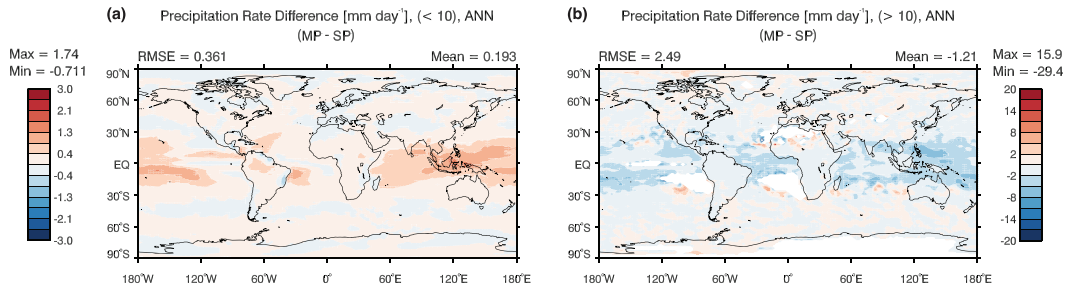 (a) Precipitation Rate Difference [mm day⁻¹], (< 10), ANN
(MP - SP)
Max = 1.74
Min = -0.711
RMSE = 0.361 Mean = 0.193
3.0
2.1
1.3
0.4
-0.4
-1.3
-2.1
-3.0
90°N
60°N
30°N
EQ
30°S
60°S
90°S
180°W 120°W 60°W 0° 60°E 120°E 180°E
(b) Precipitation Rate Difference [mm day⁻¹], (> 10), ANN
(MP - SP)
RMSE = 2.49 Mean = -1.21
Max = 15.9
Min = -29.4
90°N
60°N
30°N
EQ
30°S
60°S
90°S
180°W 120°W 60°W 0° 60°E 120°E 180°E
20
14
8
2
-2
-8
-14
-20